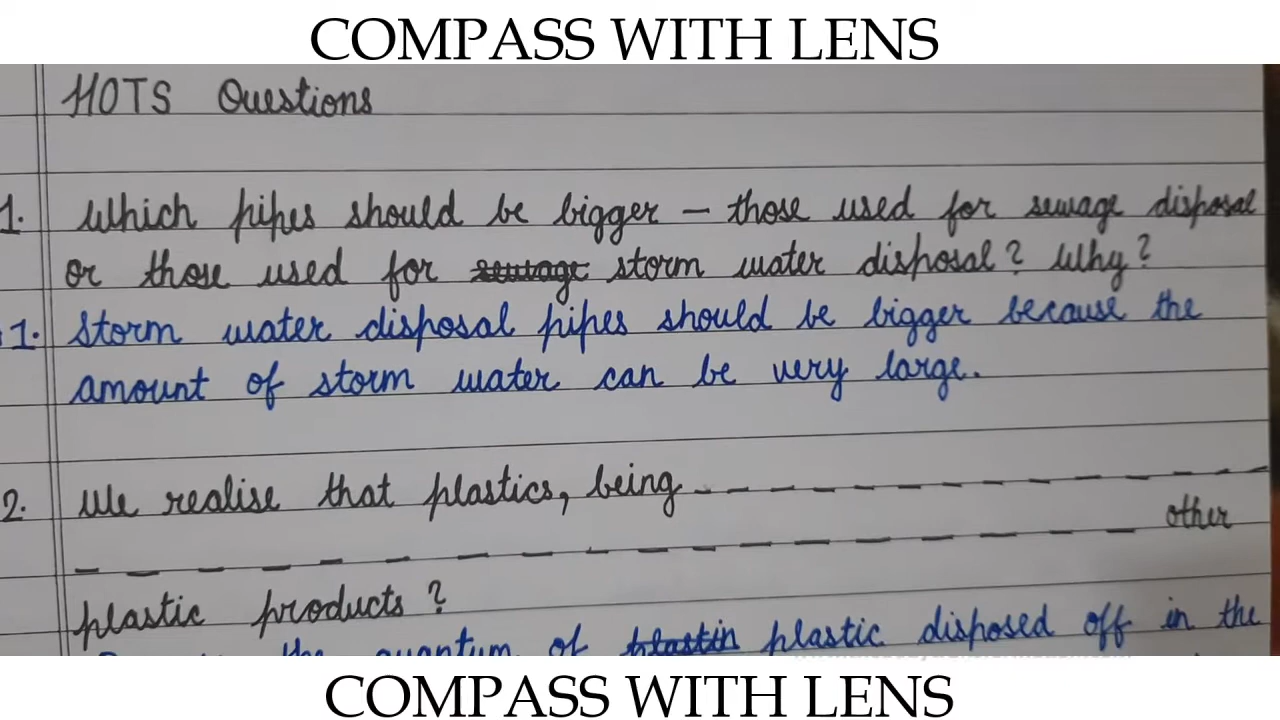 COMPASS WITH LENS
HOTS Questions
1. Which pipes should be bigger – those used for sewage disposal
or those used for sewage storm water disposal? Why?
1. Storm water disposal pipes should be bigger because the
amount of storm water can be very large.
2. We realise that plastics, being - - - - - - - - - - - -
- - - - - - - - - - - - - - - - - other
plastic products?
the quantum of plastic disposed off in the
COMPASS WITH LENS